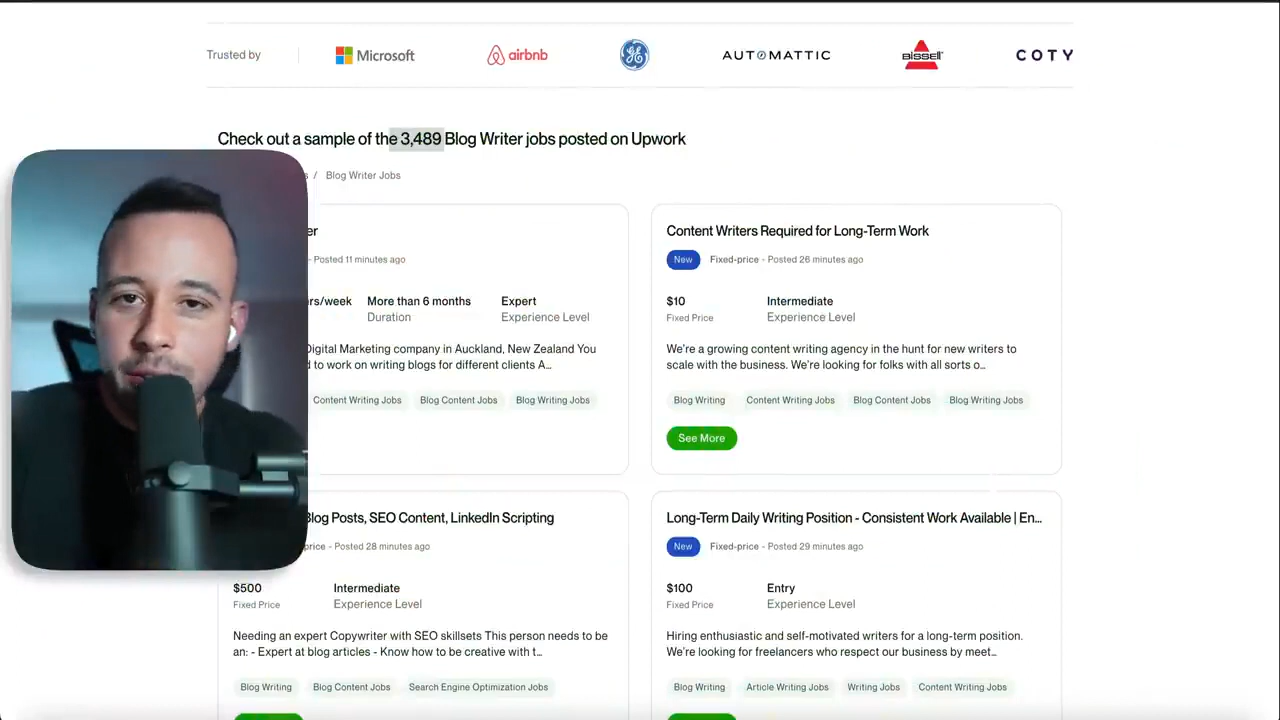 Trusted by
Microsoft
airbnb
AUTOMATTIC
BISSELL
COTY
Check out a sample of the 3,489 Blog Writer jobs posted on Upwork
/ Blog Writer Jobs
er
- Posted 11 minutes ago
rs/week
More than 6 months
Duration
Expert
Experience Level
Digital Marketing company in Auckland, New Zealand You
d to work on writing blogs for different clients A...
Content Writing Jobs
Blog Content Jobs
Blog Writing Jobs
Content Writers Required for Long-Term Work
New
Fixed-price - Posted 26 minutes ago
$10
Fixed Price
Intermediate
Experience Level
We're a growing content writing agency in the hunt for new writers to
scale with the business. We're looking for folks with all sorts o...
Blog Writing
Content Writing Jobs
Blog Content Jobs
Blog Writing Jobs
See More
Blog Posts, SEO Content, LinkedIn Scripting
price - Posted 28 minutes ago
$500
Fixed Price
Intermediate
Experience Level
Needing an expert Copywriter with SEO skillsets This person needs to be
an: - Expert at blog articles - Know how to be creative with t...
Blog Writing
Blog Content Jobs
Search Engine Optimization Jobs
Long-Term Daily Writing Position - Consistent Work Available | En...
New
Fixed-price - Posted 29 minutes ago
$100
Fixed Price
Entry
Experience Level
Hiring enthusiastic and self-motivated writers for a long-term position.
We're looking for freelancers who respect our business by meet...
Blog Writing
Article Writing Jobs
Writing Jobs
Content Writing Jobs